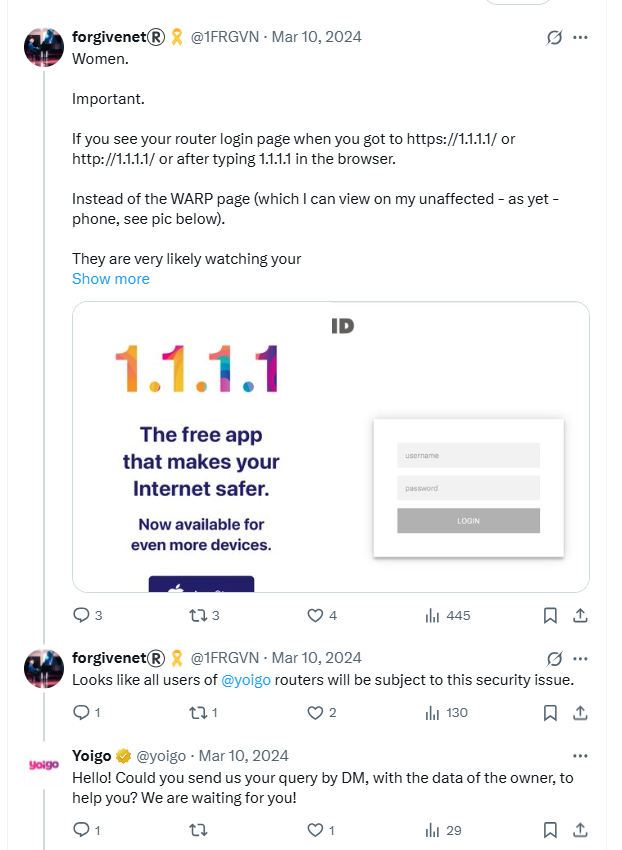 forgivenet® 🎗️ @1FRGVN · Mar 10, 2024
Women.
Important.
If you see your router login page when you got to https://1.1.1.1/ or
http://1.1.1.1/ or after typing 1.1.1.1 in the browser.
Instead of the WARP page (which I can view on my unaffected - as yet -
phone, see pic below).
They are very likely watching your
Show more
ID
1.1.1.1
The free app
that makes your
Internet safer.
Now available for
even more devices.
username
password
LOGIN
3 3 4 445
forgivenet® 🎗️ @1FRGVN · Mar 10, 2024
Looks like all users of @yoigo routers will be subject to this security issue.
1 1 2 130
yoigo
Yoigo @yoigo · Mar 10, 2024
Hello! Could you send us your query by DM, with the data of the owner, to
help you? We are waiting for you!
1 1 29